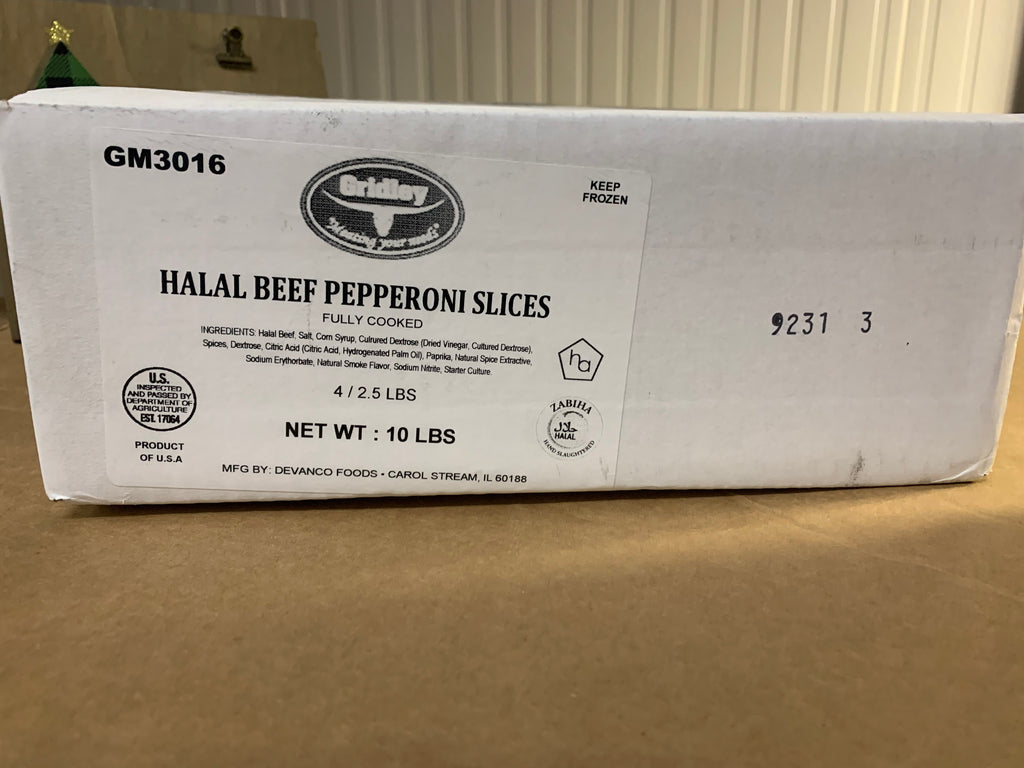 GM3016
Gridley
"Meating your needs"
KEEP
FROZEN
HALAL BEEF PEPPERONI SLICES
FULLY COOKED
INGREDIENTS: Halal Beef, Salt, Corn Syrup, Culrured Dextrose (Dried Vinegar, Cultured Dextrose),
Spices, Dextrose, Citric Acid (Citric Acid, Hydrogenated Palm Oil), Paprika, Natural Spice Extractive,
Sodium Erythorbate, Natural Smoke Flavor, Sodium Nitrite, Starter Culture.
ha
4 / 2.5 LBS
U.S.
INSPECTED
AND PASSED BY
DEPARTMENT OF
AGRICULTURE
EST. 17064
ZABIHA
حلال
HALAL
HAND SLAUGHTERED
NET WT : 10 LBS
PRODUCT
OF U.S.A
MFG BY: DEVANCO FOODS • CAROL STREAM, IL 60188
9231 3